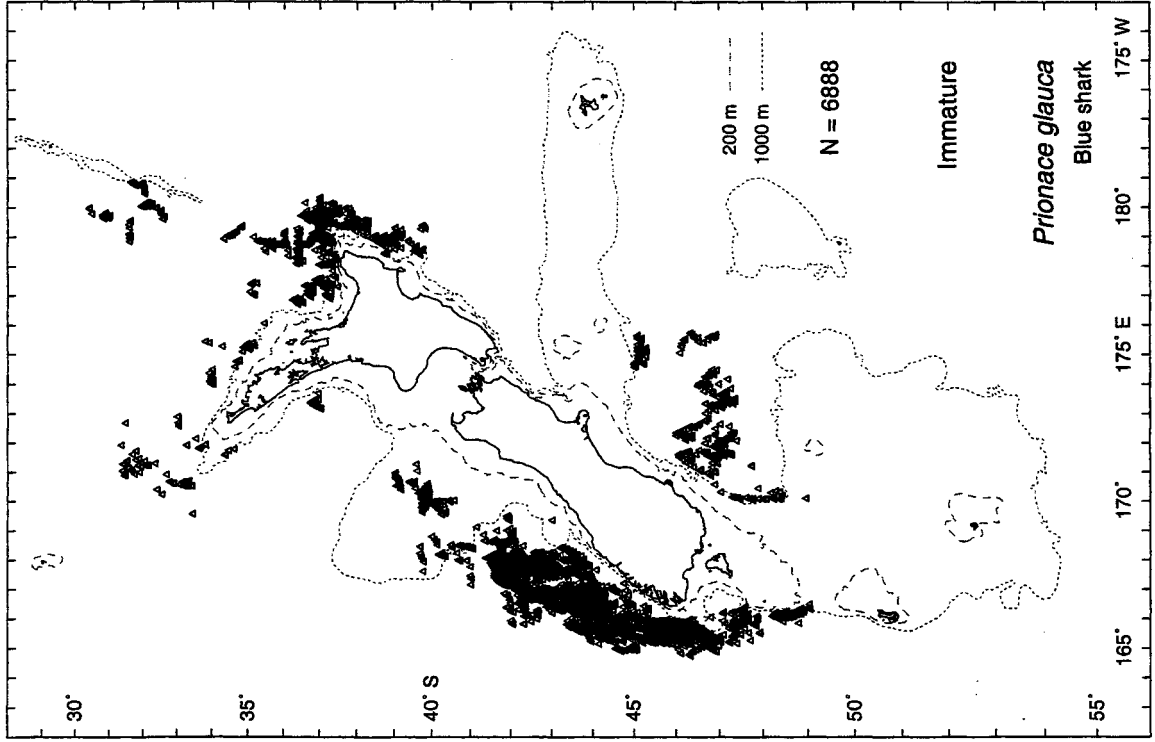 30°
35°
40° S
45
50°
55°
165°
170°
175° E
180°
175° W
200 m
1000 m
N = 6888
Immature
Prionace glauca
Blue shark